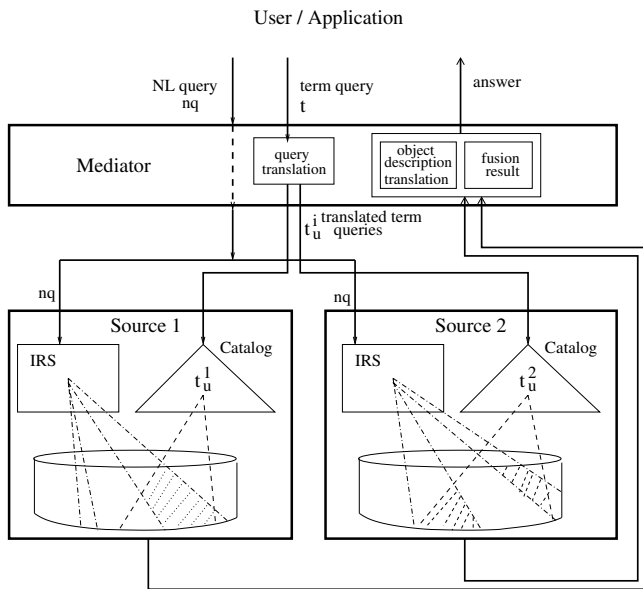 User / Application
NL query
nq
term query
t
answer
Mediator
query
translation
object
description
translation
fusion
result
t_u^i translated term
queries
nq
nq
Source 1
Source 2
IRS
Catalog
t_u^1
IRS
Catalog
t_u^2